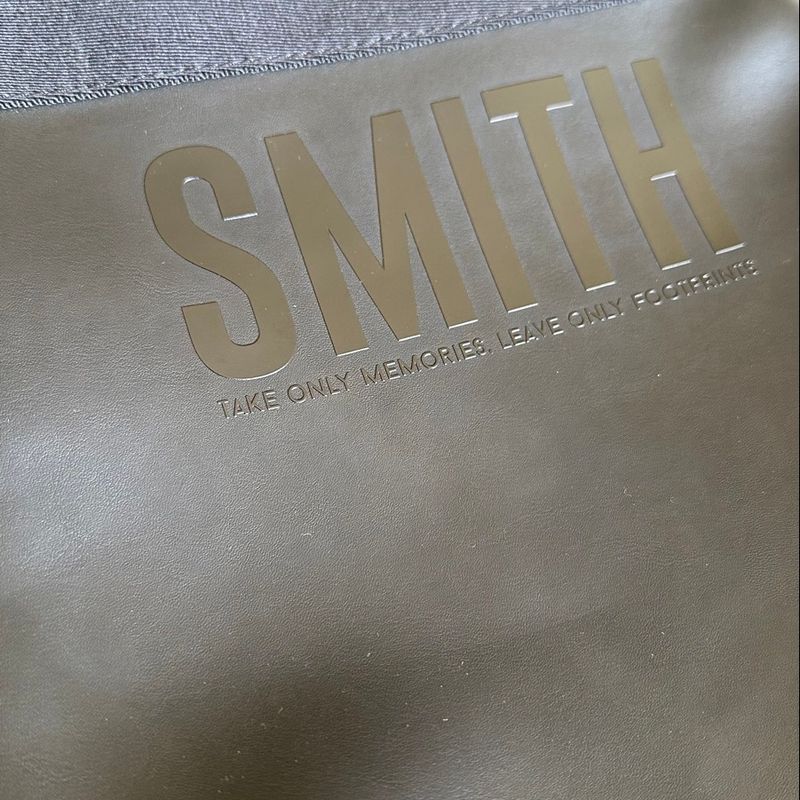 SMITH
TAKE ONLY MEMORIES. LEAVE ONLY FOOTPRINTS